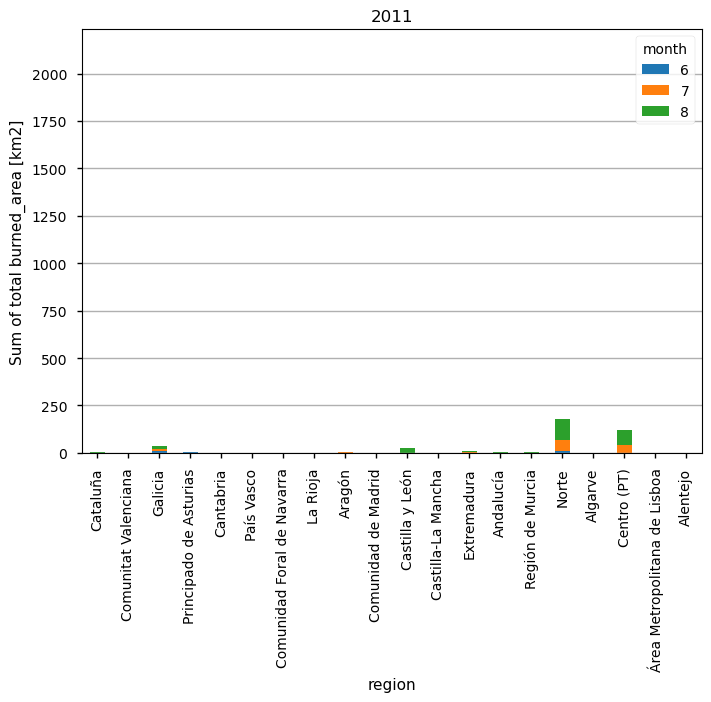 2011
Sum of total burned_area [km2]
2000
1750
1500
1250
1000
750
500
250
0
month
6
7
8
Cataluña
Comunitat Valenciana
Galicia
Principado de Asturias
Cantabria
País Vasco
Comunidad Foral de Navarra
La Rioja
Aragón
Comunidad de Madrid
Castilla y León
Castilla-La Mancha
Extremadura
Andalucía
Región de Murcia
Norte
Algarve
Centro (PT)
Área Metropolitana de Lisboa
Alentejo
region